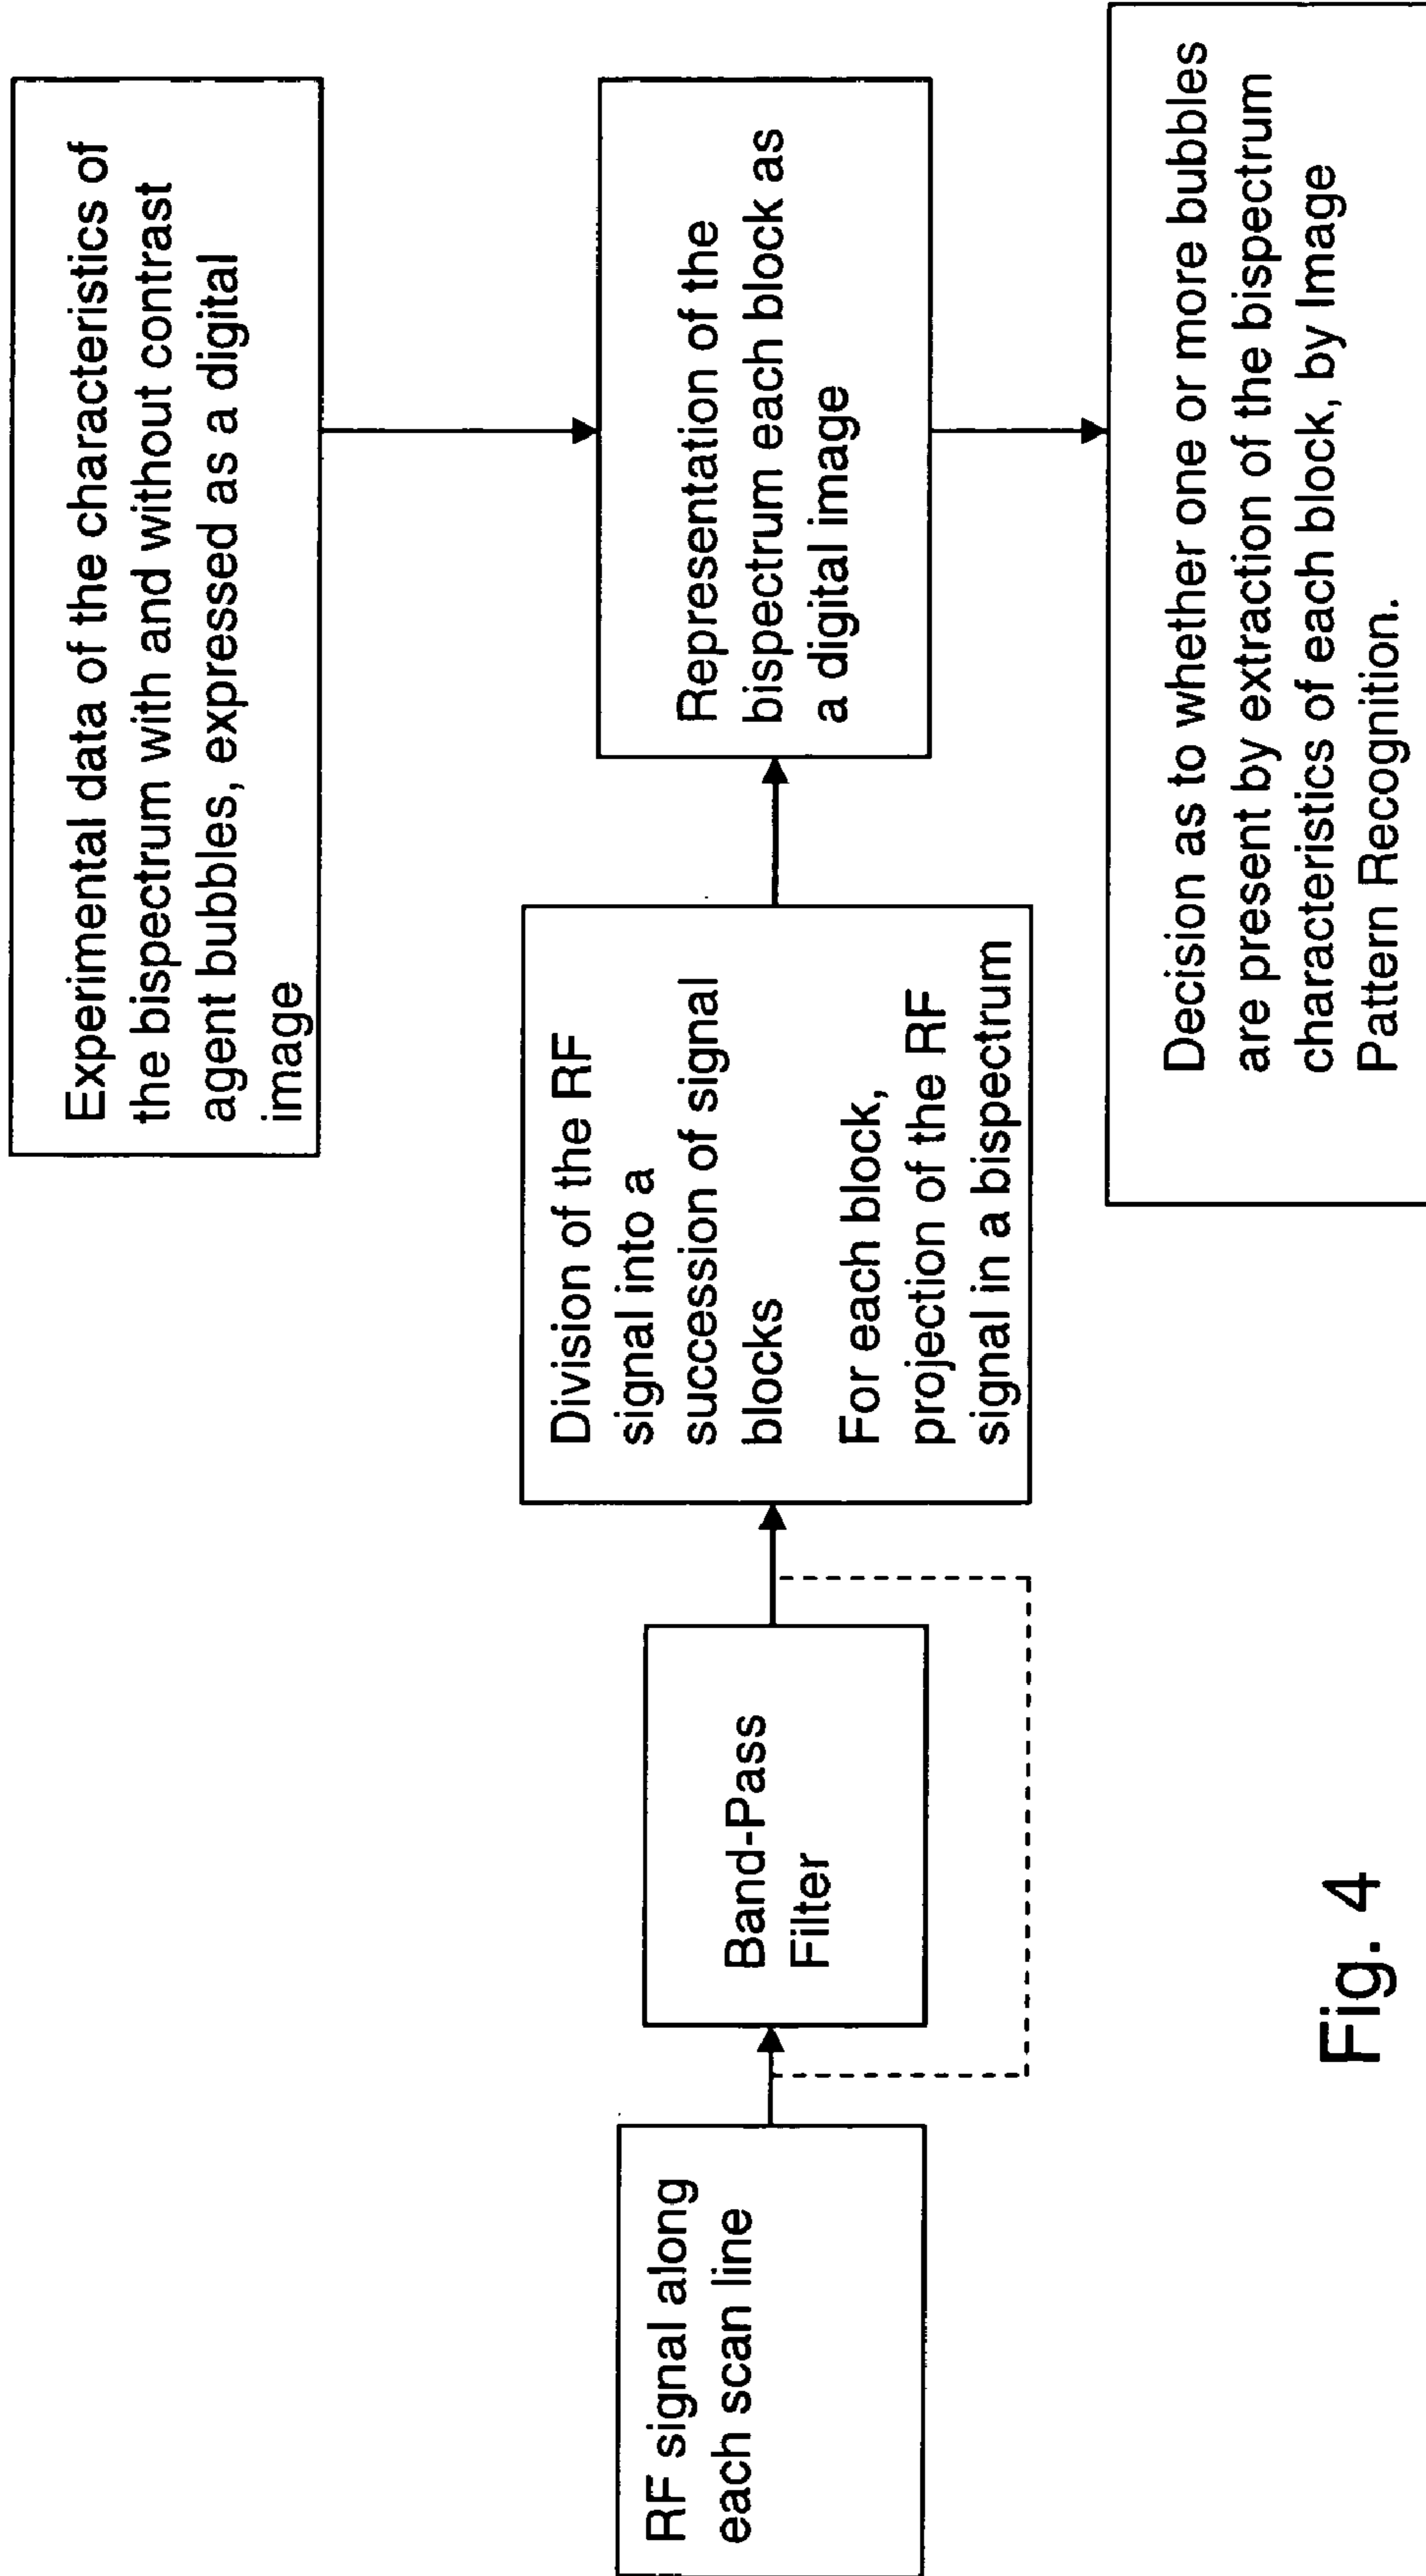 Experimental data of the characteristics of
the bispectrum with and without contrast
agent bubbles, expressed as a digital
image
RF signal along
each scan line
Band-Pass
Filter
Division of the RF
signal into a
succession of signal
blocks
For each block,
projection of the RF
signal in a bispectrum
Representation of the
bispectrum each block as
a digital image
Decision as to whether one or more bubbles
are present by extraction of the bispectrum
characteristics of each block, by Image
Pattern Recognition.
Fig. 4